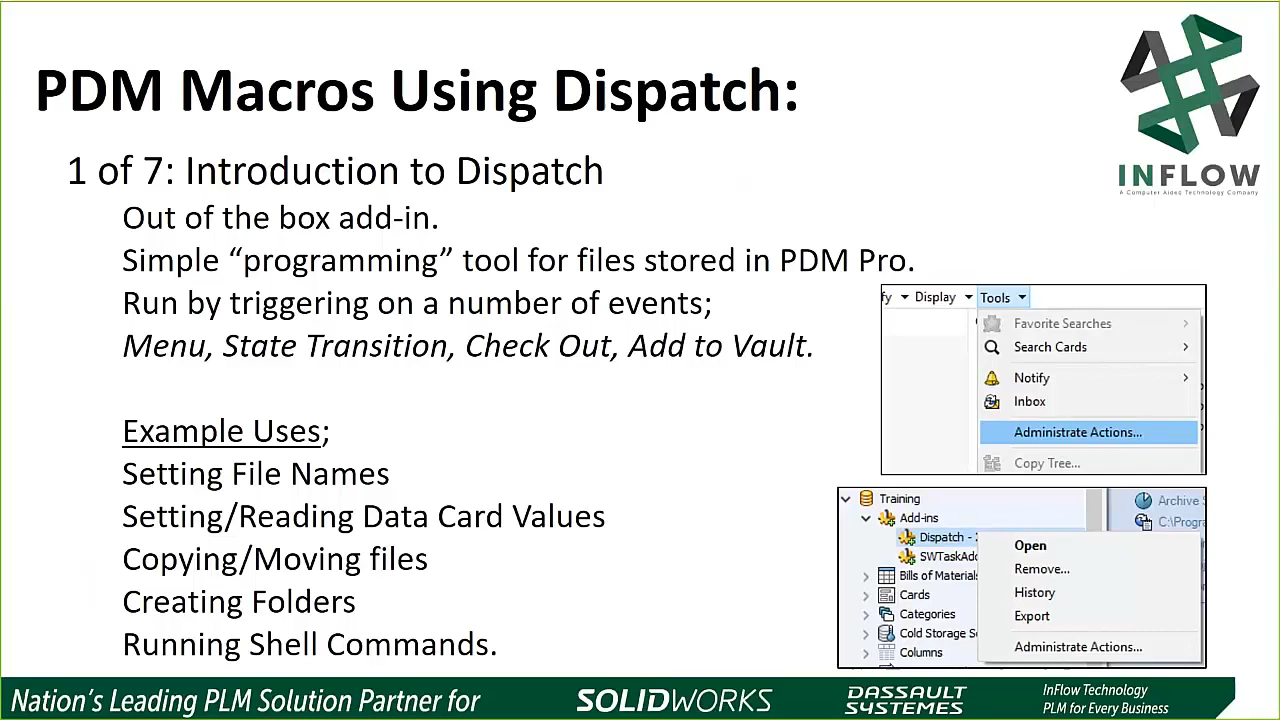 PDM Macros Using Dispatch:
INFLOW
A Computer Aided Technology Company
1 of 7: Introduction to Dispatch
Out of the box add-in.
Simple “programming” tool for files stored in PDM Pro.
Run by triggering on a number of events;
Menu, State Transition, Check Out, Add to Vault.
Example Uses;
Setting File Names
Setting/Reading Data Card Values
Copying/Moving files
Creating Folders
Running Shell Commands.
fy Display Tools
Favorite Searches
Search Cards
Notify
Inbox
Administrate Actions...
Copy Tree...
Training
Add-ins
Dispatch -
SWTaskAdd
Bills of Materials
Cards
Categories
Cold Storage S
Columns
Archive S
C:\Progra
Open
Remove...
History
Export
Administrate Actions...
Nation's Leading PLM Solution Partner for
SOLIDWORKS
DASSAULT SYSTEMES
InFlow Technology
PLM for Every Business